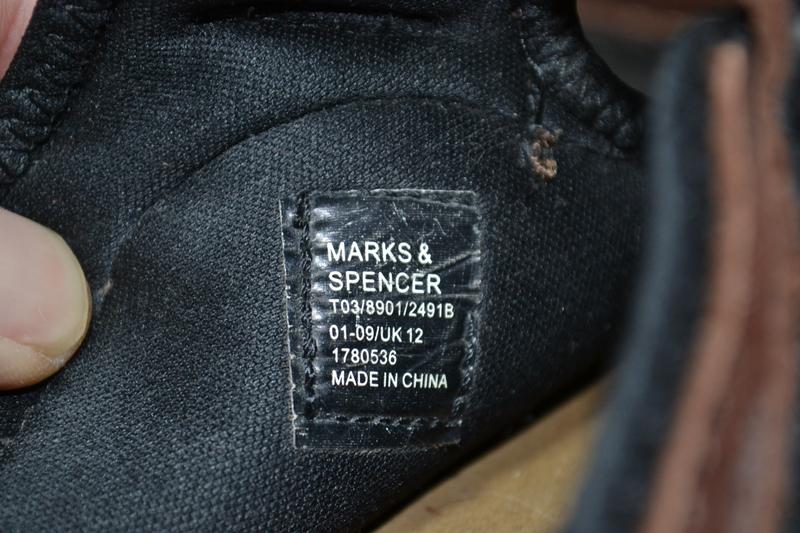 MARKS &
SPENCER
T03/8901/2491B
01-09/UK 12
1780536
MADE IN CHINA